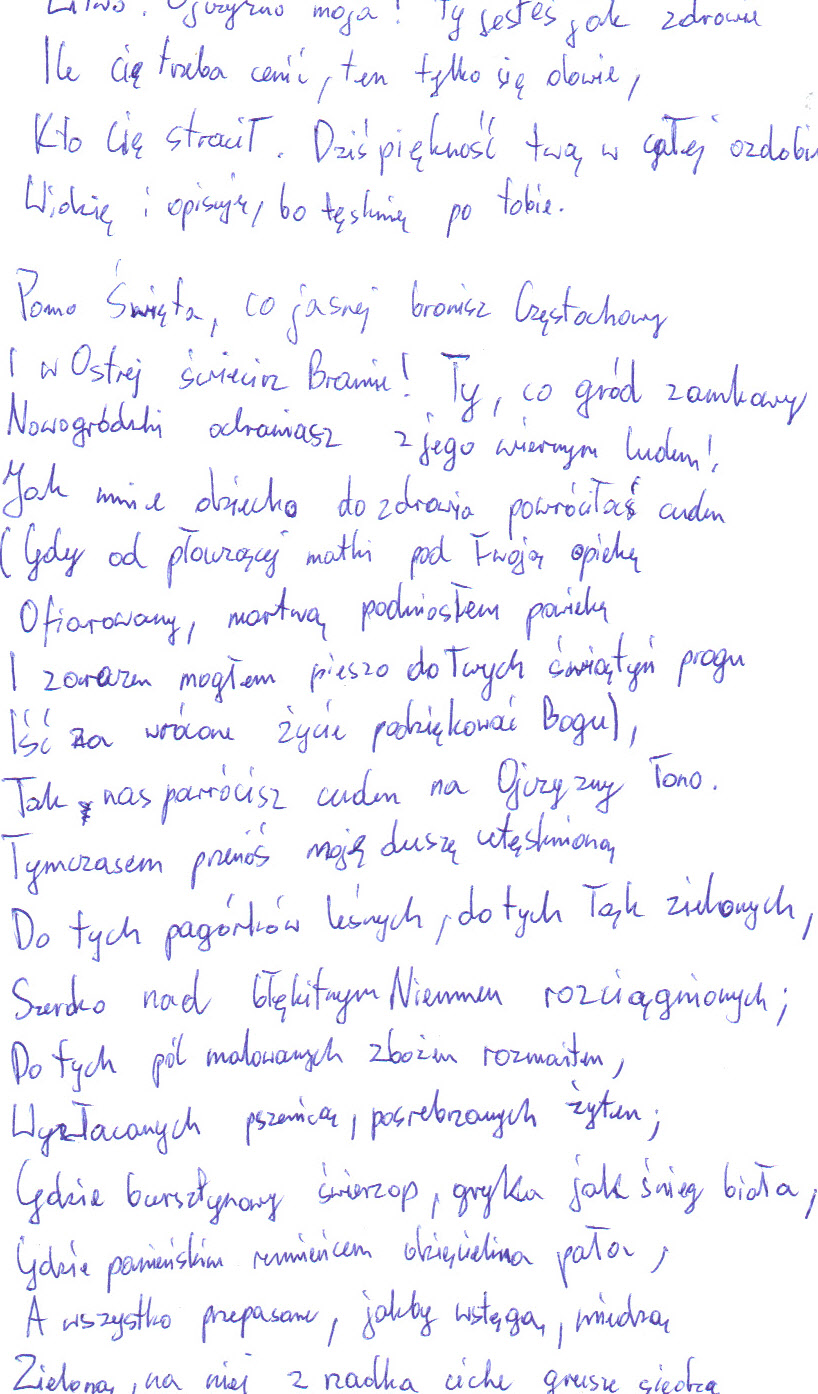 Litwo! Ojczyzno moja! Ty jesteś jak zdrowie
Ile cię trzeba cenić, ten tylko się dowie,
Kto Cię stracił. Dziś piękność twą w całej ozdobie
Widzię i opisuję, bo tęsknię po tobie.
Panno Święta, co jasnej bronisz Częstochowy
I w Ostrej świecisz Bramie! Ty, co gród zamkowy
Nowogródzki ochraniasz z jego wiernym ludem!
Jak mnie dziecko do zdrowia powróciłaś cudem
(Gdy od płaczącej matki pod Twoją opiekę
Ofiarowany, martwą podniosłem powiekę
I zaraz mogłem pieszo do Twych świątyń progu
Iść za wrócone życie podziękować Bogu),
Tak nas powrócisz cudem na Ojczyzny łono.
Tymczasem przenoś moję duszę utęsknioną
Do tych pagórków leśnych, do tych łąk zielonych,
Szeroko nad błękitnym Niemnem rozciągnionych;
Do tych pól malowanych zbożem rozmaitem,
Wyzłacanych pszenicą, posrebrzanych żytem;
Gdzie bursztynowy świerzop, gryka jak śnieg biała,
Gdzie panieńskim rumieńcem dzięcielina pała,
A wszystko przepasane, jakby wstęgą, miedzą
Zieloną, na niej z rzadka ciche grusze siedzą